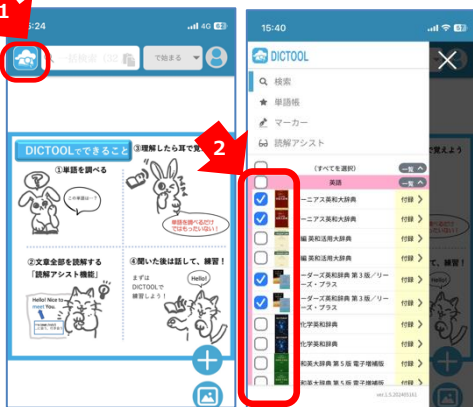 1
5:24
4G 62
一括検索
で始まる
DICTOOLでできること
①単語を調べる
この単語は…?
③理解したら耳で覚
単語を調べるだけ
ではもったいない!
②文章全部を読解する
「読解アシスト機能」
Hello! Nice to
meet You.
④聞いた後は話して、練習!
まずは
DICTOOLで
練習しよう!
Hello!
2
15:40
DICTOOL
検索
単語帳
マーカー
読解アシスト
(すべてを選択)
一覧
英語
一覧
ーニアス英和大辞典
付録
ーニアス英和大辞典
付録
編 英和活用大辞典
付録
編 英和活用大辞典
付録
ーダーズ英和辞典 第3版/リー
ズ・プラス
付録
ーダーズ英和辞典 第3版/リー
ズ・プラス
付録
化学英和辞典
付録
化学英和辞典
付録
和英大辞典 第5版 電子増補版
付録
和英大辞典 第5版 電子増補版
付録
ver.1.5.202405161
覚えよう